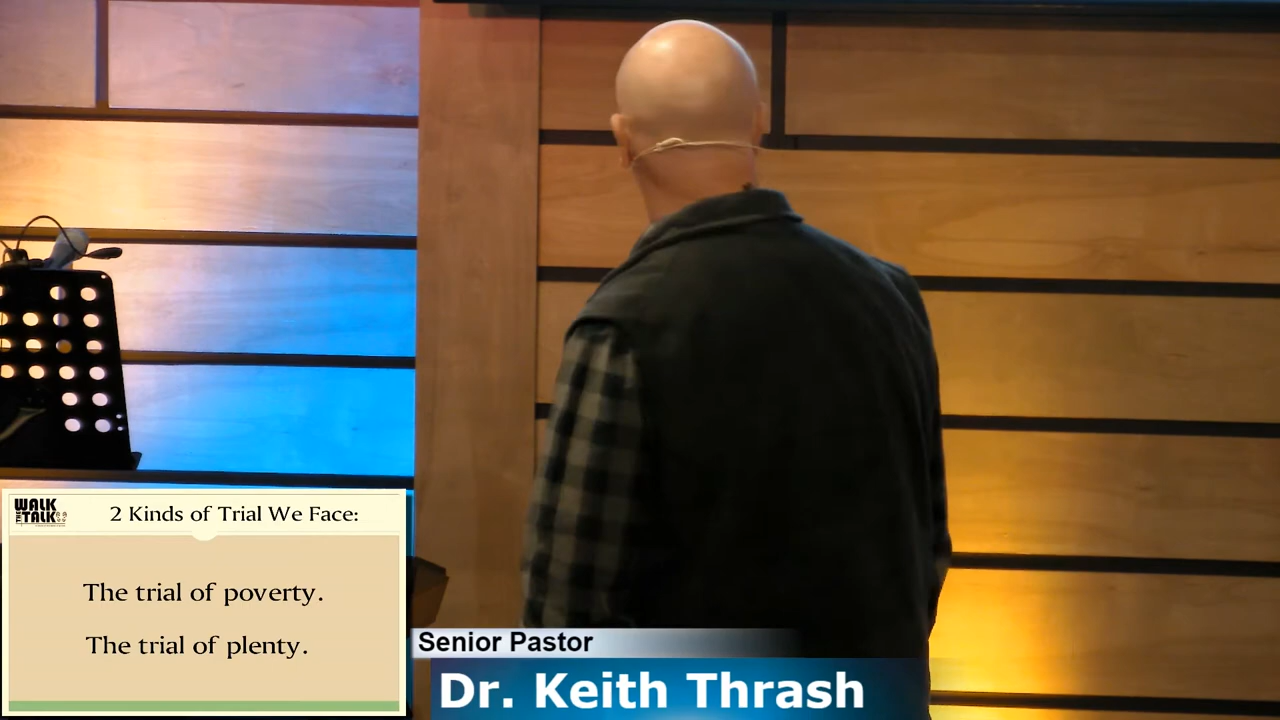 WALK
THE TALK
2 Kinds of Trial We Face:
The trial of poverty.
The trial of plenty.
Senior Pastor
Dr. Keith Thrash